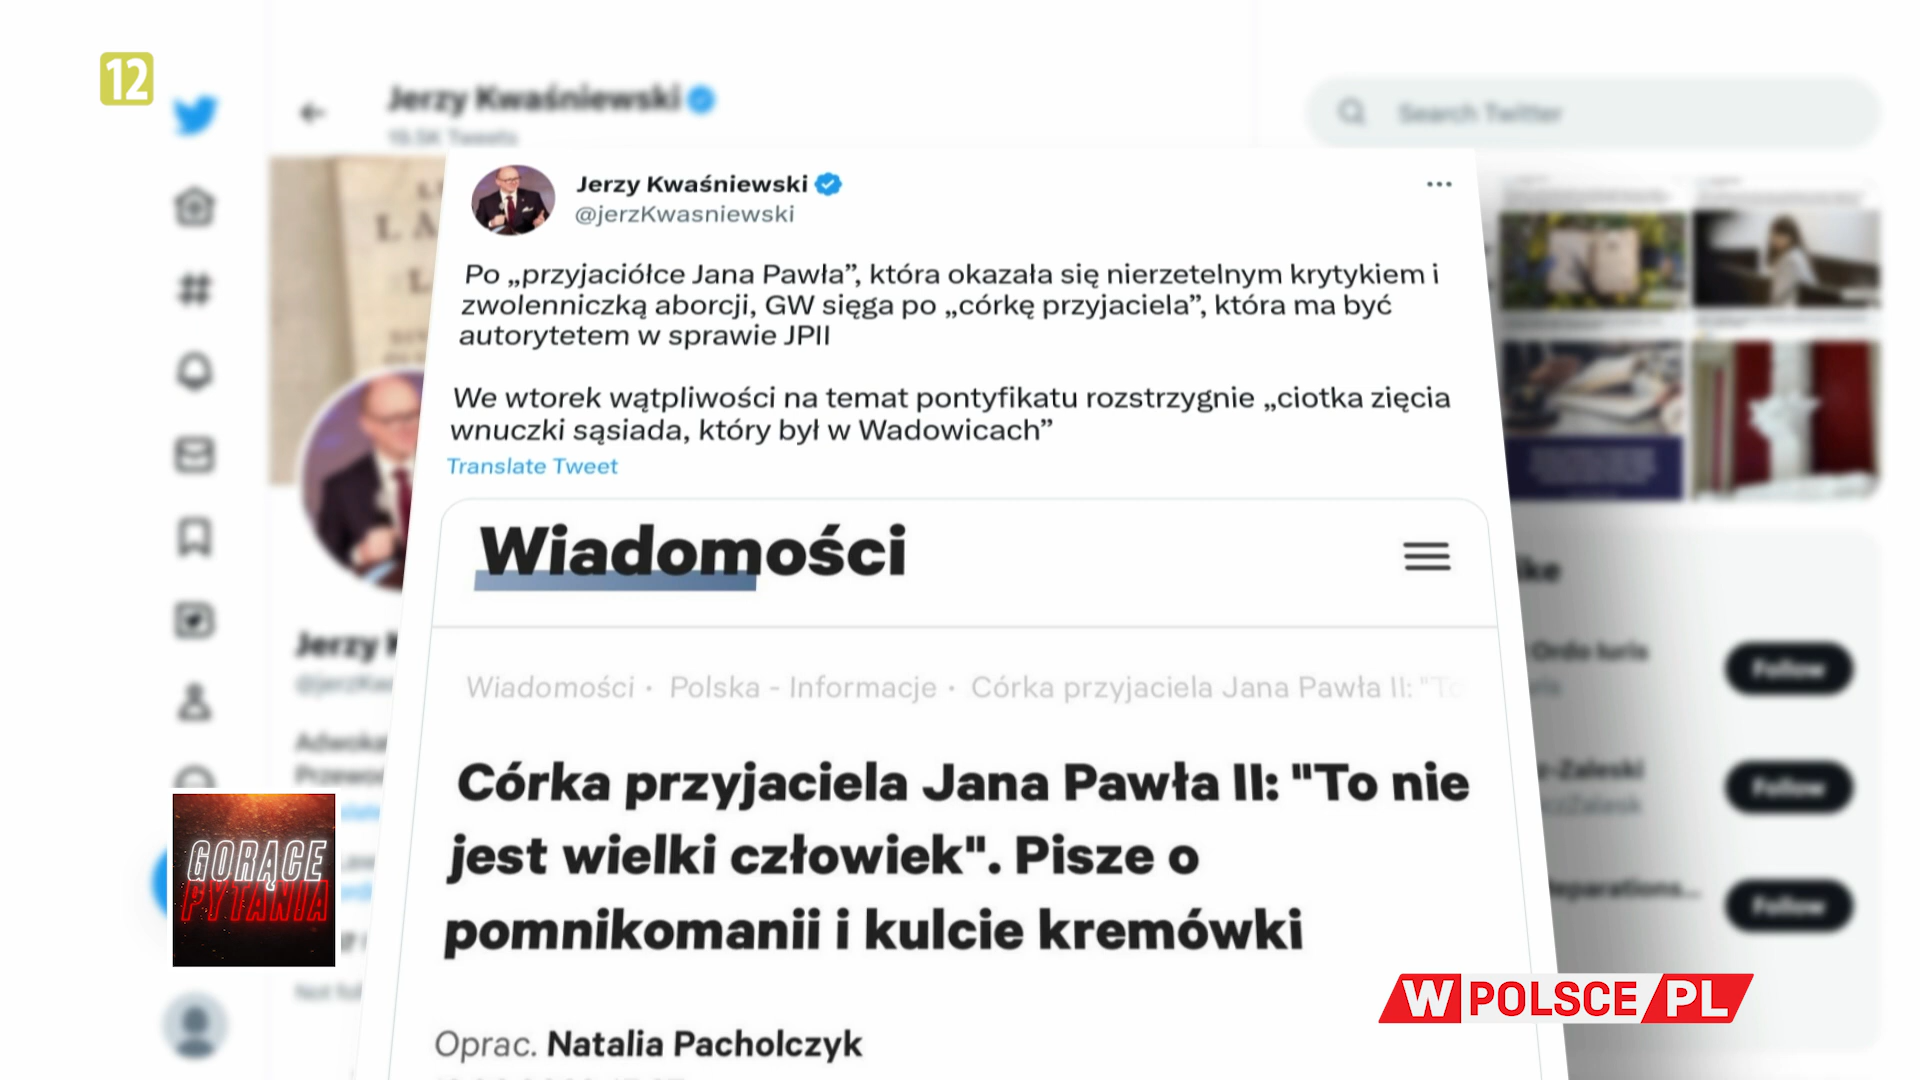 12
Jerzy Kwaśniewski
19.5K Tweets
Search Twitter
Jerzy Kwaśniewski
@jerzKwasniewski
Po „przyjaciółce Jana Pawła”, która okazała się nierzetelnym krytykiem i
zwolenniczką aborcji, GW sięga po „córkę przyjaciela”, która ma być
autorytetem w sprawie JPII
We wtorek wątpliwości na temat pontyfikatu rozstrzygnie „ciotka zięcia
wnuczki sąsiada, który był w Wadowicach”
Translate Tweet
Wiadomości
Wiadomości · Polska - Informacje · Córka przyjaciela Jana Pawła II: "To
Córka przyjaciela Jana Pawła II: "To nie
jest wielki człowiek". Pisze o
pomnikomanii i kulcie kremówki
Oprac. Natalia Pacholczyk
Jerzy
Ordo Iuris
Follow
Follow
Follow
GORĄCE
PYTANIA
W POLSCE PL